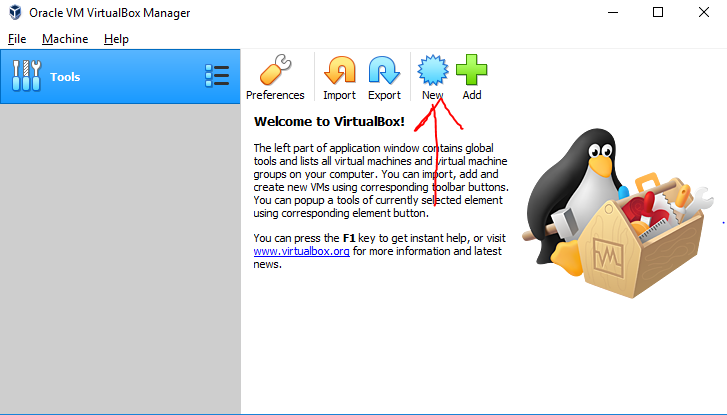 Oracle VM VirtualBox Manager
File Machine Help
Tools
Preferences Import Export New Add
Welcome to VirtualBox!
The left part of application window contains global
tools and lists all virtual machines and virtual machine
groups on your computer. You can import, add and
create new VMs using corresponding toolbar buttons.
You can popup a tools of currently selected element
using corresponding element button.
You can press the F1 key to get instant help, or visit
www.virtualbox.org for more information and latest
news.